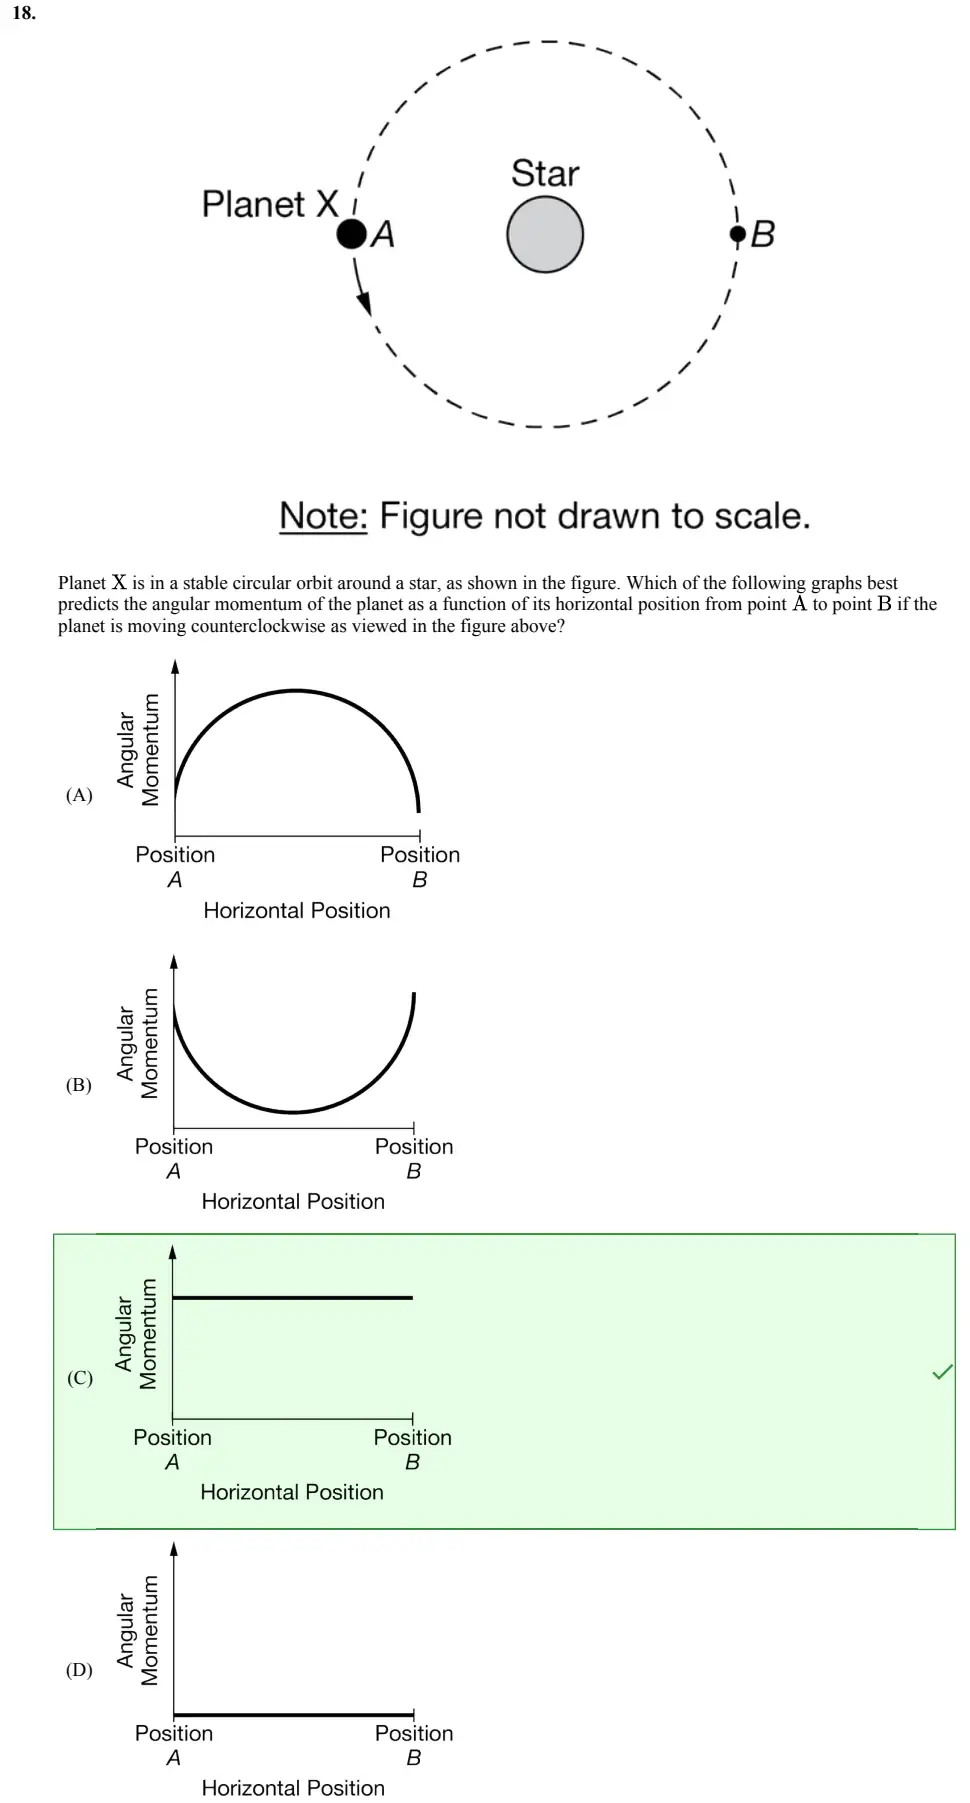 18.
Star
Planet X
A
B
Note: Figure not drawn to scale.
Planet X is in a stable circular orbit around a star, as shown in the figure. Which of the following graphs best
predicts the angular momentum of the planet as a function of its horizontal position from point A to point B if the
planet is moving counterclockwise as viewed in the figure above?
(A)
Angular
Momentum
Position
A
Position
B
Horizontal Position
(B)
Angular
Momentum
Position
A
Position
B
Horizontal Position
(C)
Angular
Momentum
Position
A
Position
B
Horizontal Position
(D)
Angular
Momentum
Position
A
Position
B
Horizontal Position